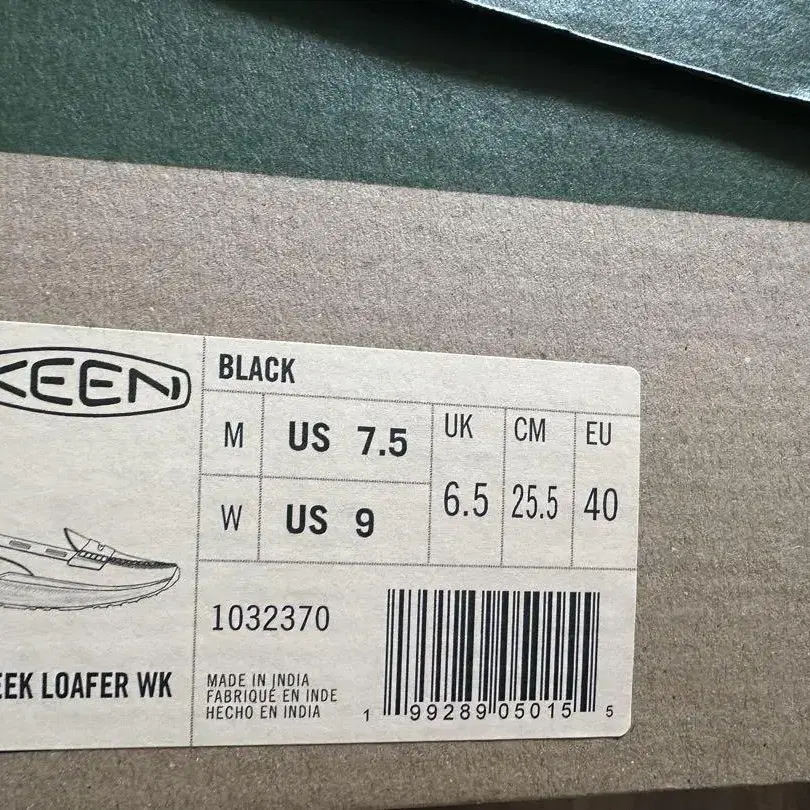 KEEN
BLACK
M US 7.5
W US 9
UK CM EU
6.5 25.5 40
1032370
EEK LOAFER WK
MADE IN INDIA
FABRIQUÉ EN INDE
HECHO EN INDIA
1 99289 05015 5